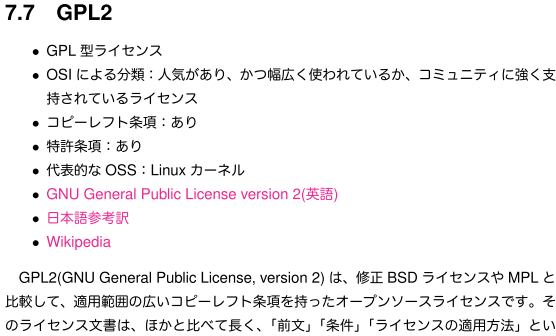 7.7 GPL2
• GPL 型ライセンス
• OSI による分類：人気があり、かつ幅広く使われているか、コミュニティに強く支
持されているライセンス
• コピーレフト条項：あり
• 特許条項：あり
• 代表的な OSS：Linux カーネル
• GNU General Public License version 2(英語)
• 日本語参考訳
• Wikipedia
GPL2(GNU General Public License, version 2) は、修正 BSD ライセンスや MPL と
比較して、適用範囲の広いコピーレフト条項を持ったオープンソースライセンスです。そ
のライセンス文書は、ほかと比べて長く、「前文」「条件」「ライセンスの適用方法」とい